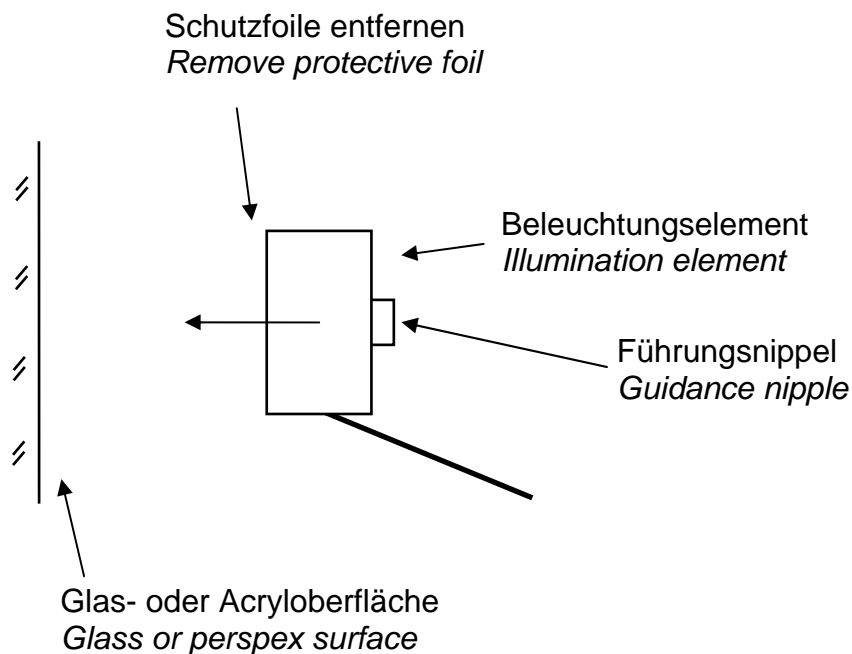 Schutzfoile entfernen
Remove protective foil
Beleuchtungselement
Illumination element
Führungsnippel
Guidance nipple
Glas- oder Acryloberfläche
Glass or perspex surface